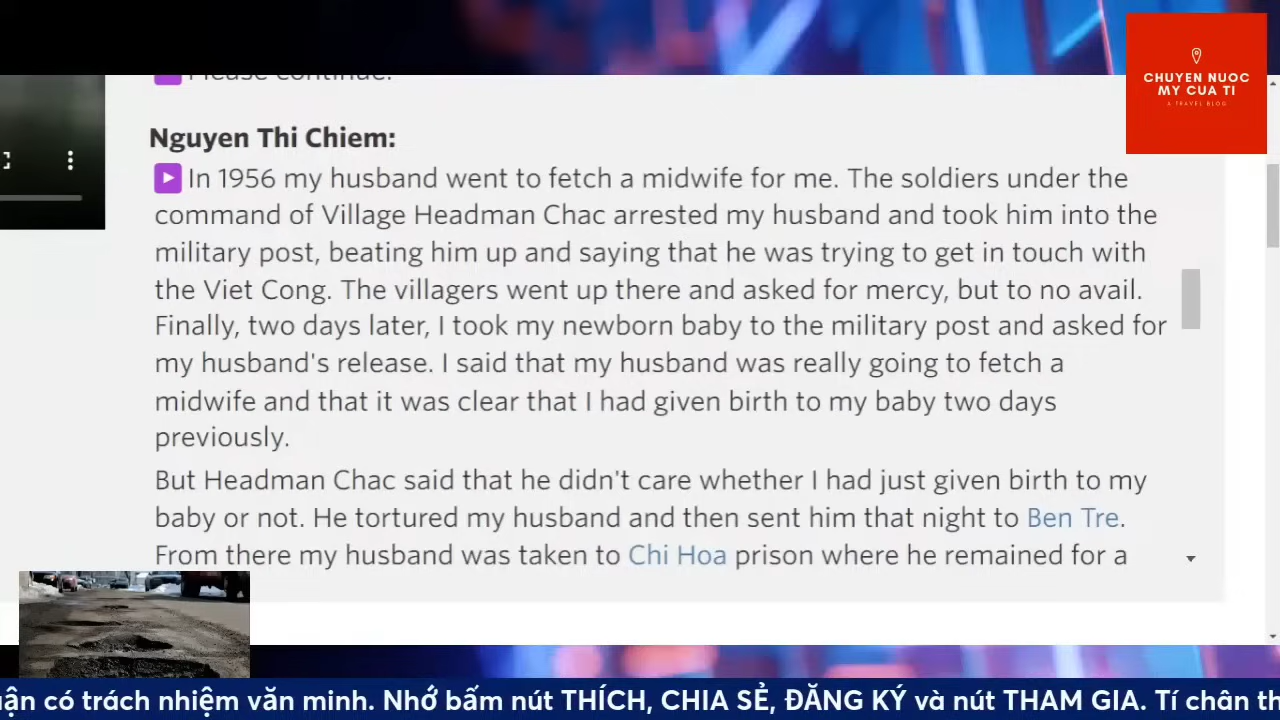 Please continue.
CHUYEN NUOC
MY CUA TI
A TRAVEL BLOG
Nguyen Thi Chiem:
In 1956 my husband went to fetch a midwife for me. The soldiers under the
command of Village Headman Chac arrested my husband and took him into the
military post, beating him up and saying that he was trying to get in touch with
the Viet Cong. The villagers went up there and asked for mercy, but to no avail.
Finally, two days later, I took my newborn baby to the military post and asked for
my husband's release. I said that my husband was really going to fetch a
midwife and that it was clear that I had given birth to my baby two days
previously.
But Headman Chac said that he didn't care whether I had just given birth to my
baby or not. He tortured my husband and then sent him that night to Ben Tre.
From there my husband was taken to Chi Hoa prison where he remained for a
uận có trách nhiệm văn minh. Nhớ bấm nút THÍCH, CHIA SẺ, ĐĂNG KÝ và nút THAM GIA. Tí chân th